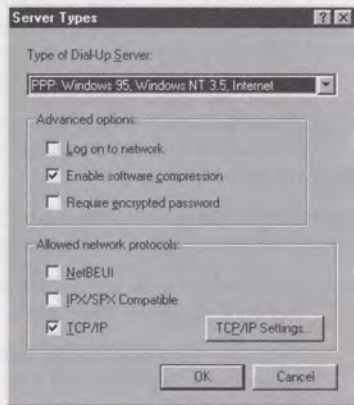 Server Types
Type of Dial-Up Server:
PPP: Windows 95, Windows NT 3.5, Internet
Advanced options:
Log on to network
Enable software compression
Require encrypted password
Allowed network protocols:
NetBEUI
IPX/SPX Compatible
TCP/IP
TCP/IP Settings...
OK
Cancel